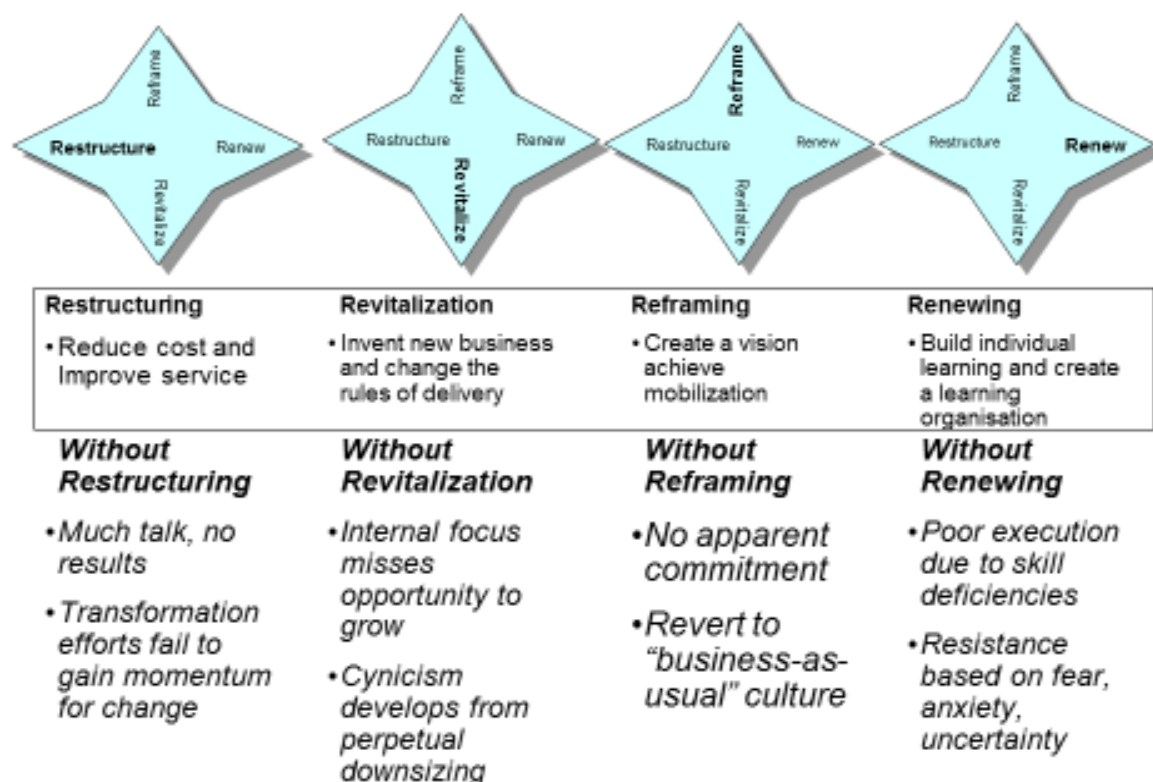 Reframe
Restructure
Renew
Revitalize
Reframe
Restructure
Renew
Revitalize
Reframe
Restructure
Renew
Revitalize
Reframe
Restructure
Renew
Revitalize
Restructuring
•Reduce cost and
Improve service
Revitalization
•Invent new business
and change the
rules of delivery
Reframing
•Create a vision
achieve
mobilization
Renewing
•Build individual
learning and create
a learning
organisation
Without
Restructuring
•Much talk, no
results
•Transformation
efforts fail to
gain momentum
for change
Without
Revitalization
•Internal focus
misses
opportunity to
grow
•Cynicism
develops from
perpetual
downsizing
Without
Reframing
•No apparent
commitment
•Revert to
“business-as-
usual” culture
Without
Renewing
•Poor execution
due to skill
deficiencies
•Resistance
based on fear,
anxiety,
uncertainty